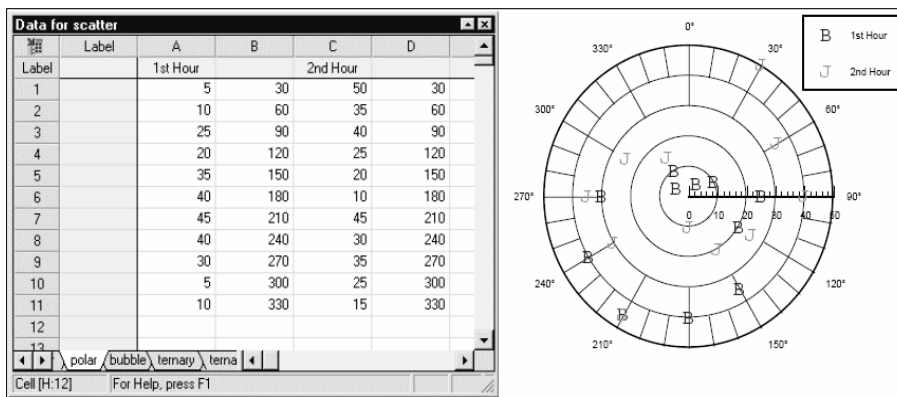 Data for scatter
Label A B C D
Label 1st Hour 2nd Hour
1 5 30 50 30
2 10 60 35 60
3 25 90 40 90
4 20 120 25 120
5 35 150 20 150
6 40 180 10 180
7 45 210 45 210
8 40 240 30 240
9 30 270 35 270
10 5 300 25 300
11 10 330 15 330
12
13
polar bubble ternary terna
Cell [H:12] For Help, press F1
0°
330° 30°
300° 60°
270° 90°
0 10 20 30 40 50
240° 120°
210° 150°
B 1st Hour
J 2nd Hour
J
J
J J
B
B B B
J B B J
J B J
J J
B
B
J B B